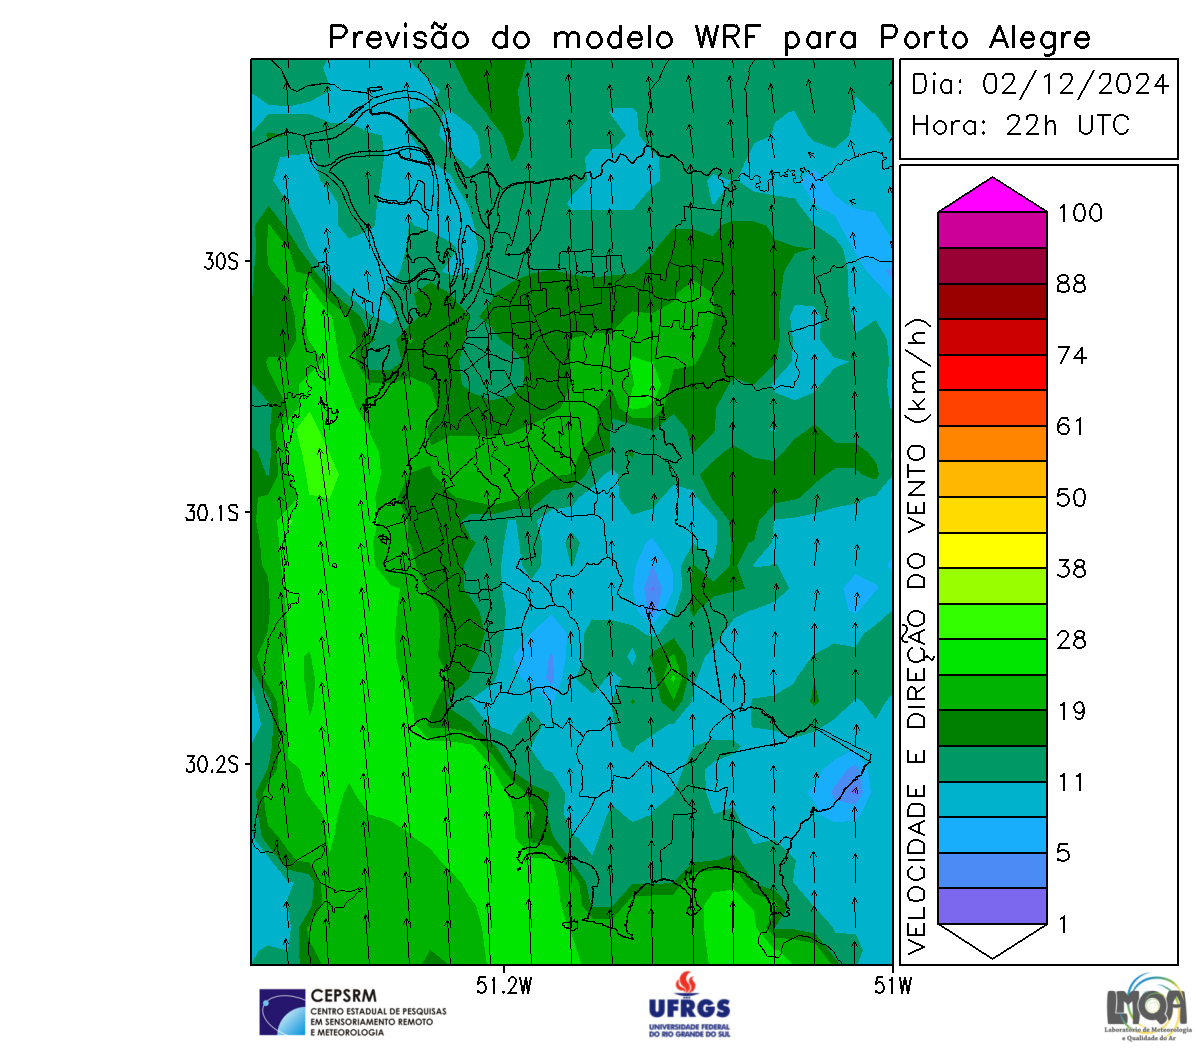 Previsão do modelo WRF para Porto Alegre
Dia: 02/12/2024
Hora: 22h UTC
30S
30.1S
30.2S
51.2W
51W
VELOCIDADE E DIREÇÃO DO VENTO (km/h)
100
88
74
61
50
38
28
19
11
5
1
CEPSRM
CENTRO ESTADUAL DE PESQUISAS
EM SENSORIAMENTO REMOTO
E METEOROLOGIA
UFRGS
UNIVERSIDADE FEDERAL
DO RIO GRANDE DO SUL
LMQA
Laboratório de Meteorologia
e Qualidade do Ar